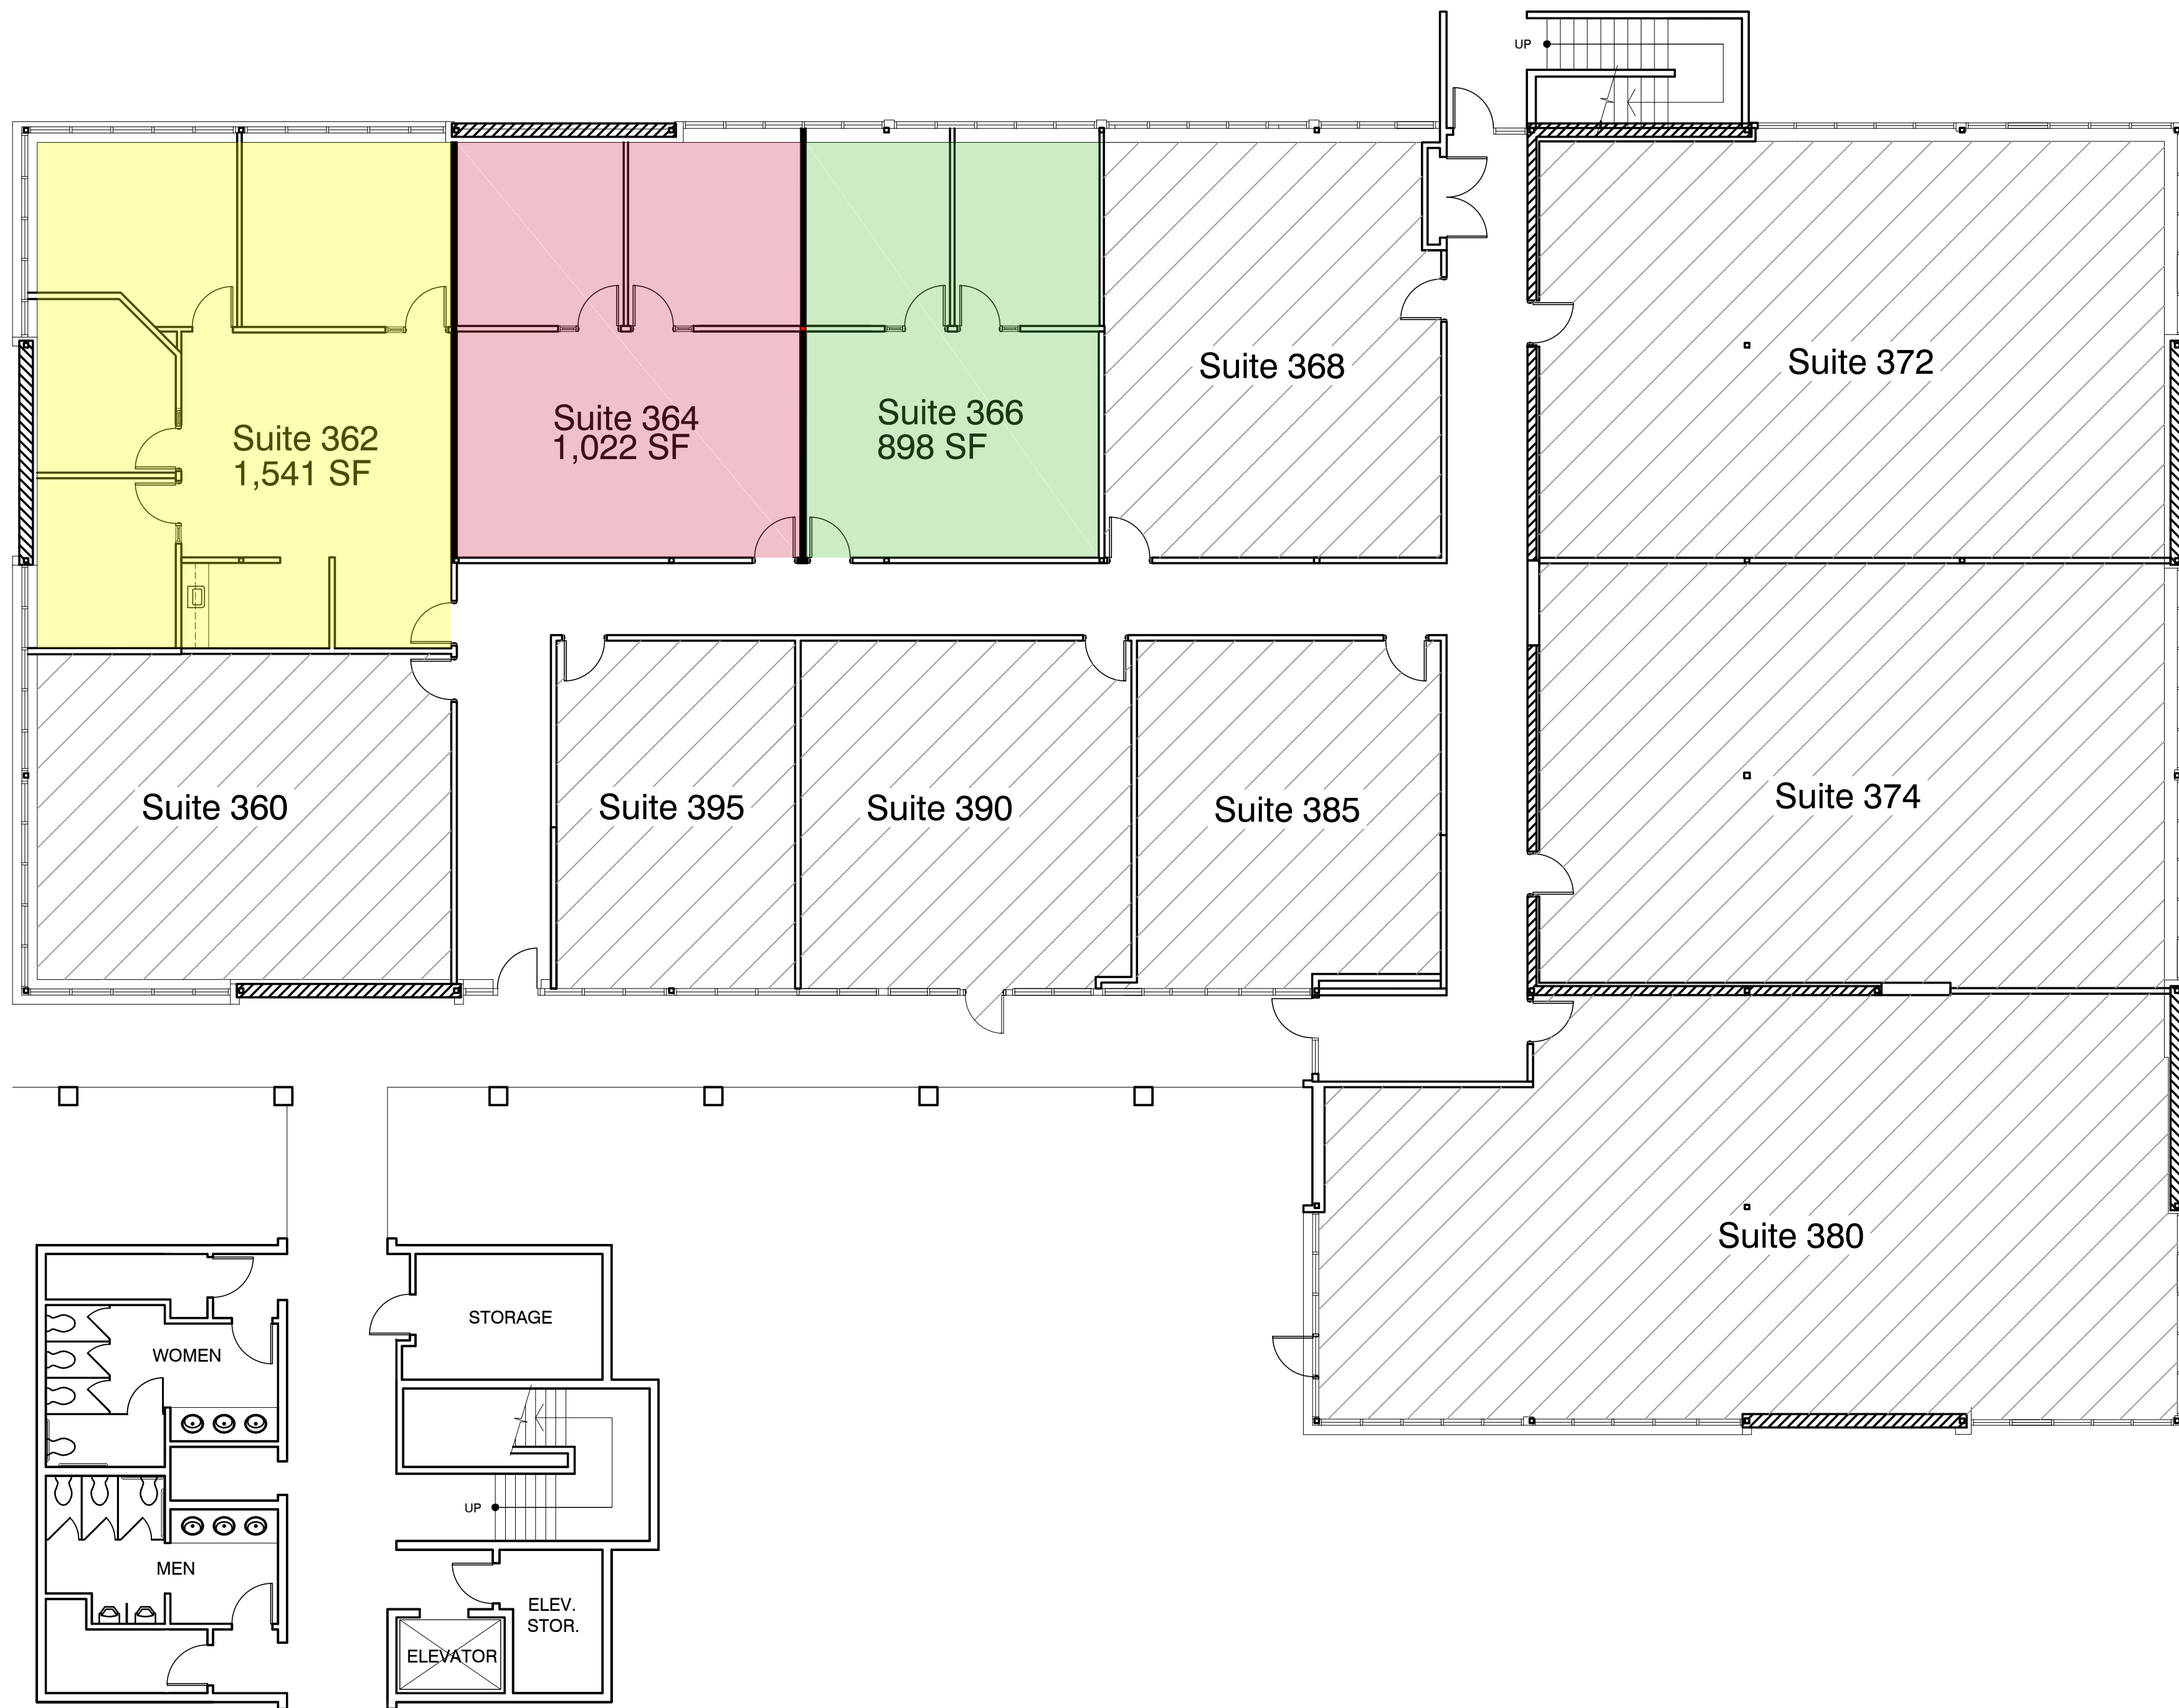 UP
Suite 362
1,541 SF
Suite 364
1,022 SF
Suite 366
898 SF
Suite 368
Suite 372
Suite 360
Suite 395
Suite 390
Suite 385
Suite 374
Suite 380
STORAGE
WOMEN
UP
MEN
ELEV.
STOR.
ELEVATOR